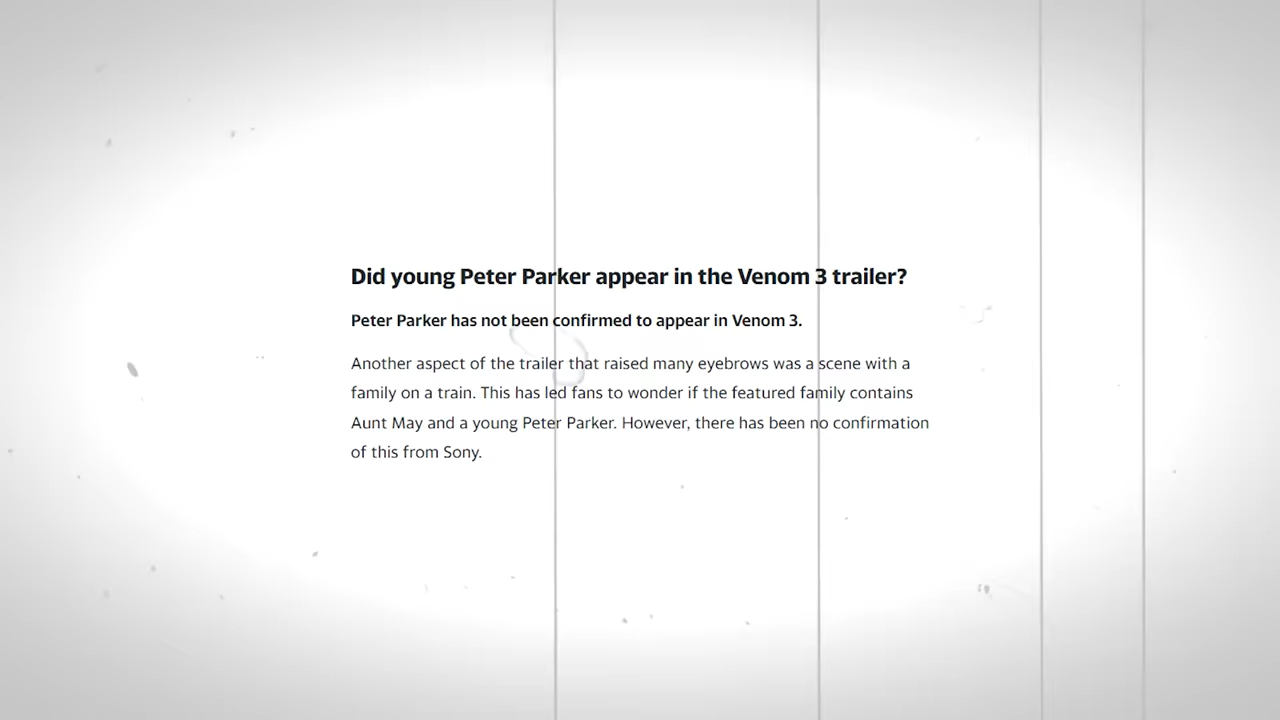 Did young Peter Parker appear in the Venom 3 trailer?
Peter Parker has not been confirmed to appear in Venom 3.
Another aspect of the trailer that raised many eyebrows was a scene with a
family on a train. This has led fans to wonder if the featured family contains
Aunt May and a young Peter Parker. However, there has been no confirmation
of this from Sony.